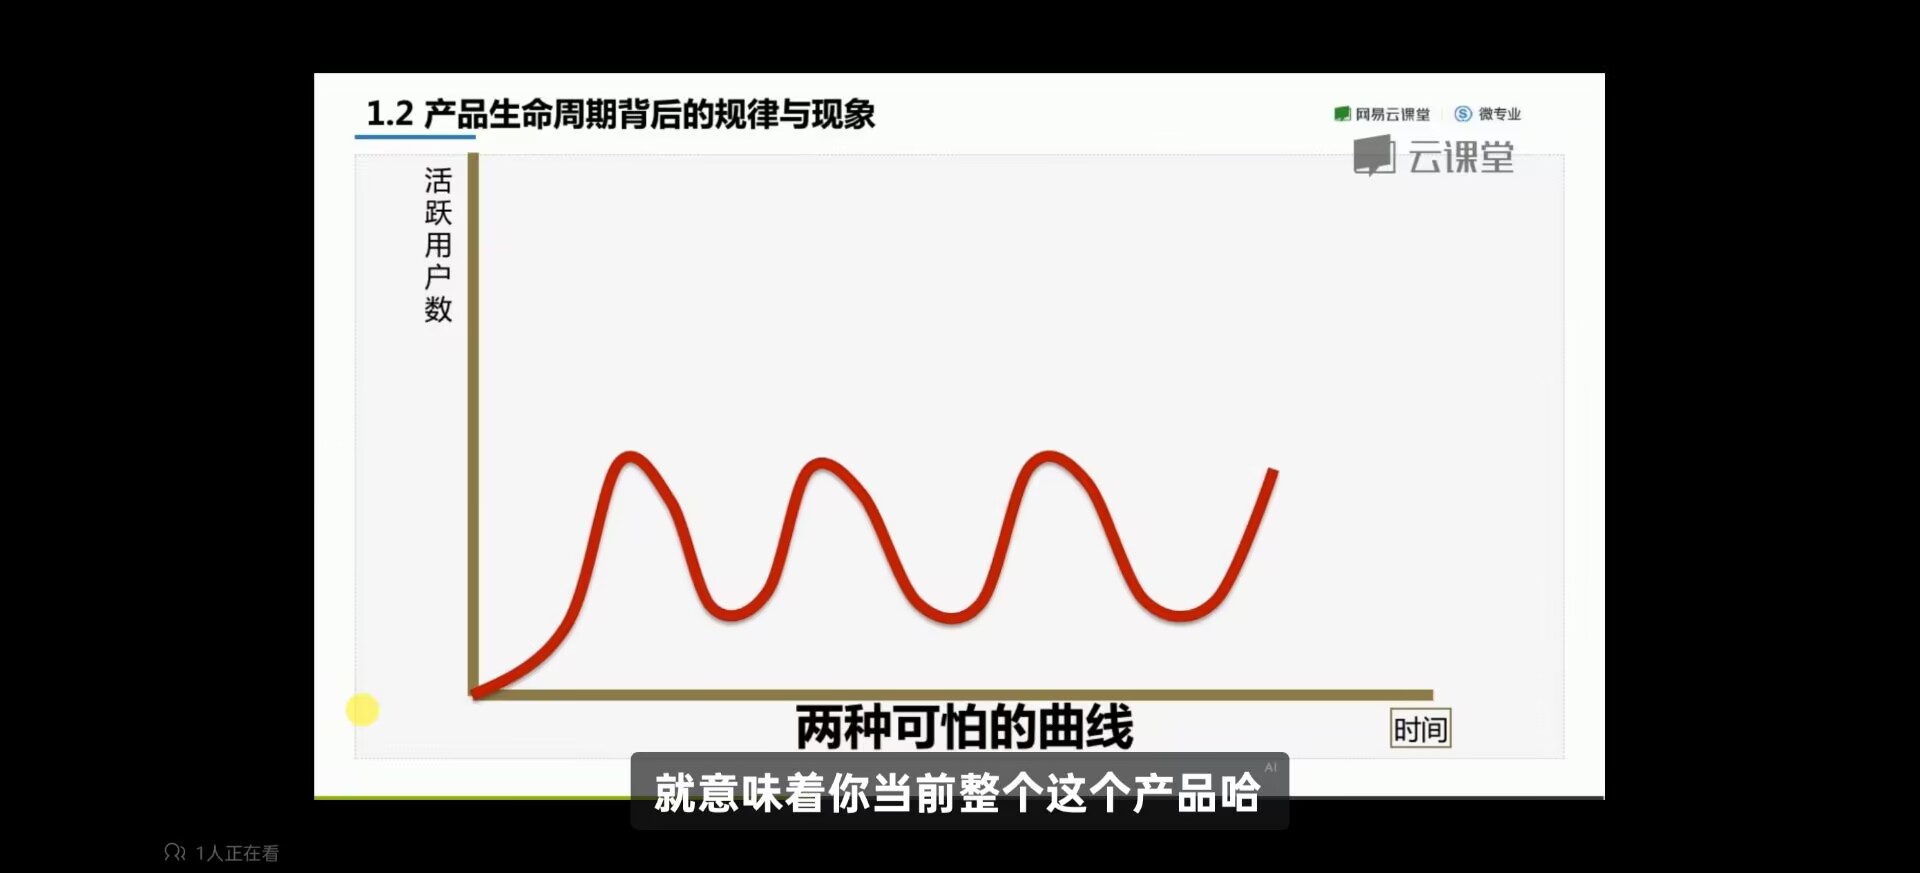 1.2 产品生命周期背后的规律与现象
网易云课堂 微专业
云课堂
活跃用户数
两种可怕的曲线
时间
AI
就意味着你当前整个这个产品哈
1人正在看